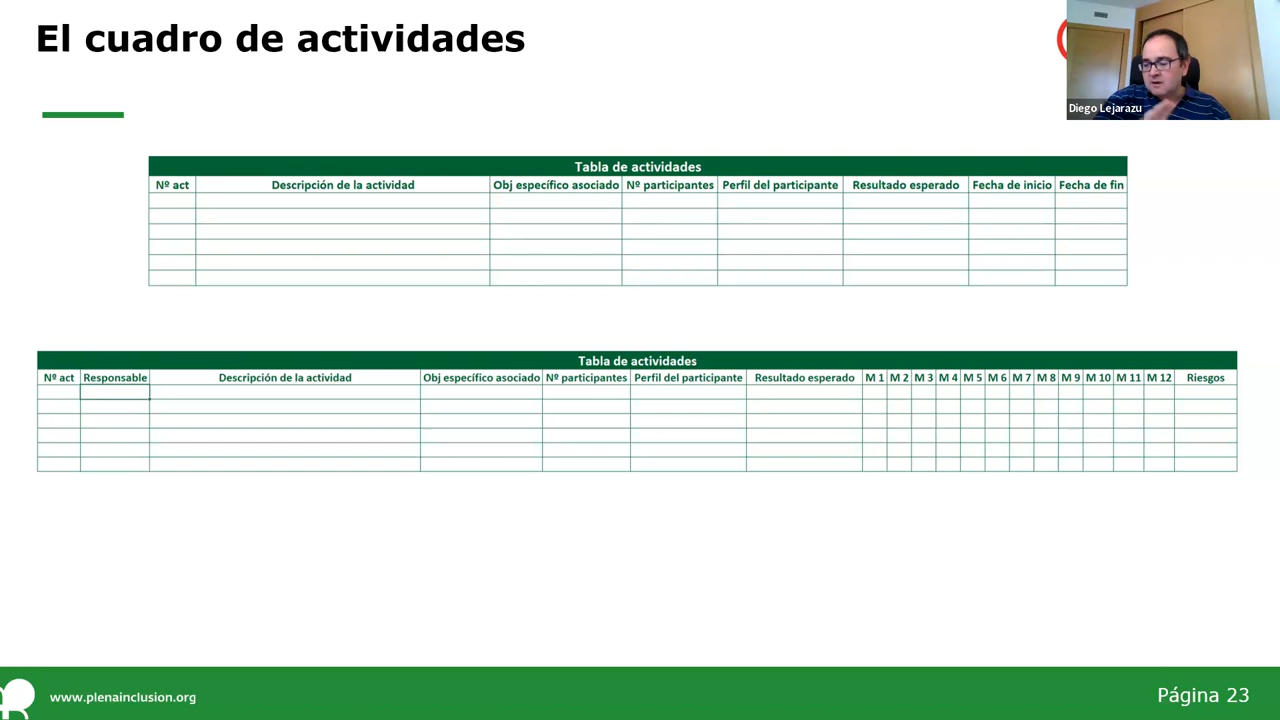 El cuadro de actividades
Diego Lejarazu
Tabla de actividades
Nº act Descripción de la actividad Obj específico asociado Nº participantes Perfil del participante Resultado esperado Fecha de inicio Fecha de fin
Tabla de actividades
Nº act Responsable Descripción de la actividad Obj específico asociado Nº participantes Perfil del participante Resultado esperado M 1 M 2 M 3 M 4 M 5 M 6 M 7 M 8 M 9 M 10 M 11 M 12 Riesgos
www.plenainclusion.org
Página 23